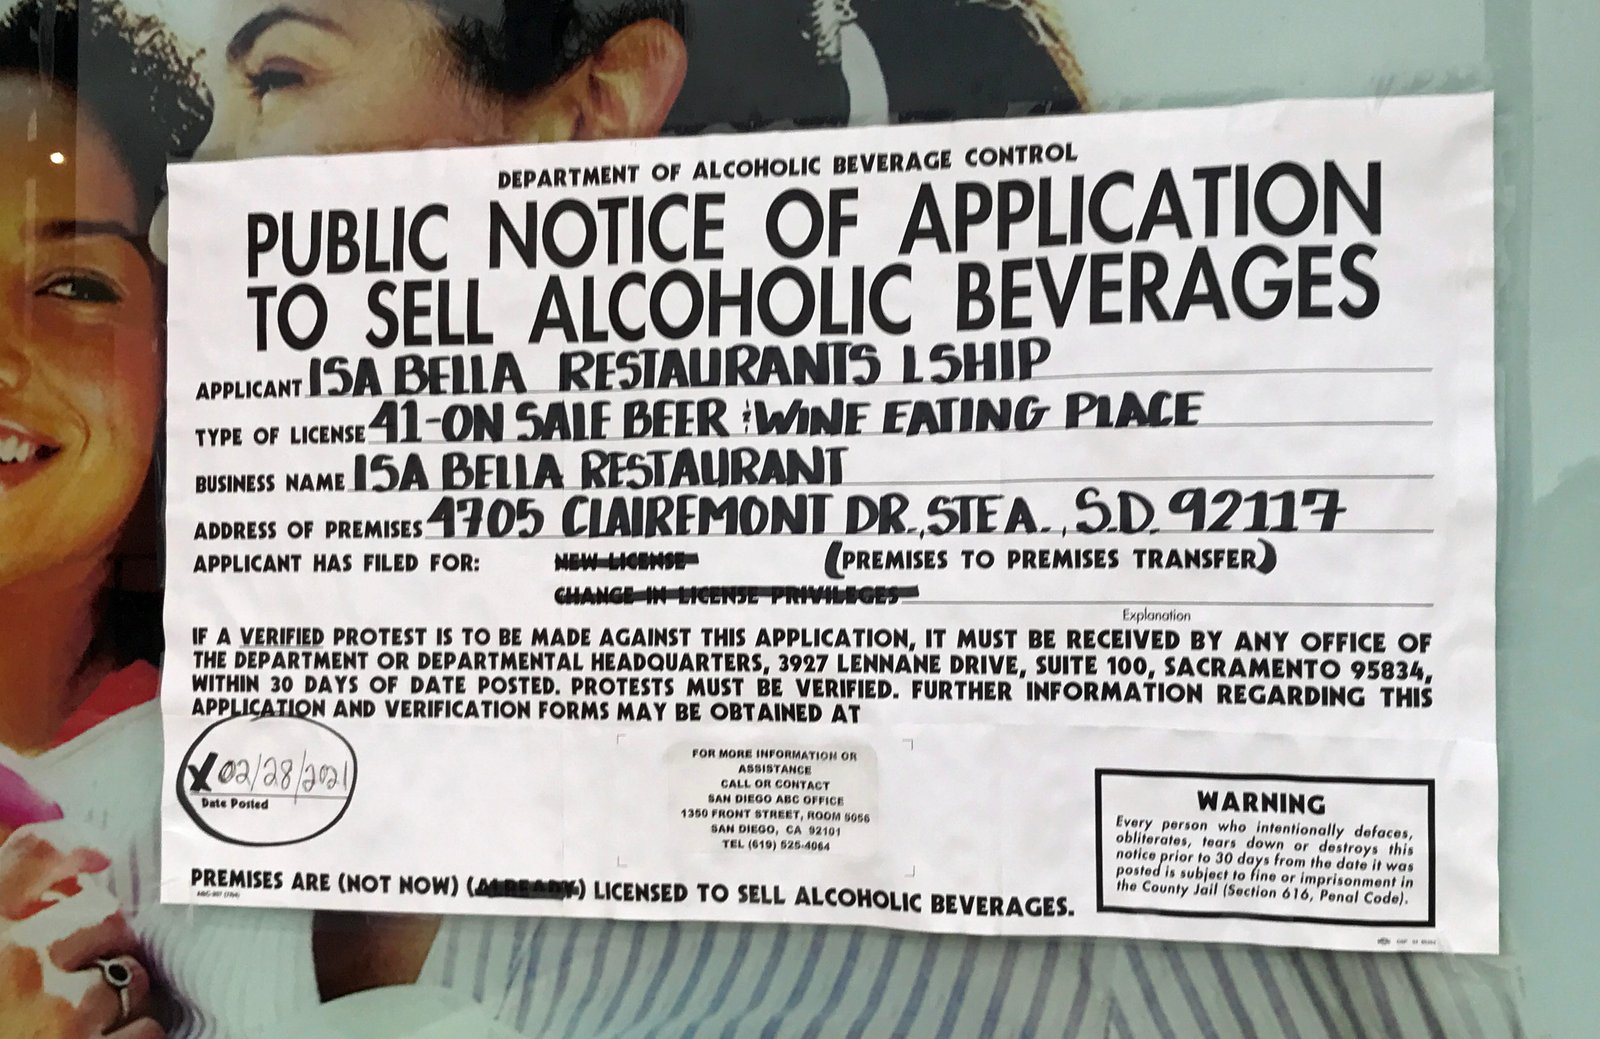 DEPARTMENT OF ALCOHOLIC BEVERAGE CONTROL
PUBLIC NOTICE OF APPLICATION
TO SELL ALCOHOLIC BEVERAGES
APPLICANT ISA BELLA RESTAURANTS LSHIP
TYPE OF LICENSE 41-ON SALE BEER & WINE EATING PLACE
BUSINESS NAME ISA BELLA RESTAURANT
ADDRESS OF PREMISES 4705 CLAIREMONT DR., STE A., S.D. 92117
APPLICANT HAS FILED FOR: NEW LICENSE (PREMISES TO PREMISES TRANSFER)
CHANGE IN LICENSE PRIVILEGES
Explanation
IF A VERIFIED PROTEST IS TO BE MADE AGAINST THIS APPLICATION, IT MUST BE RECEIVED BY ANY OFFICE OF
THE DEPARTMENT OR DEPARTMENTAL HEADQUARTERS, 3927 LENNANE DRIVE, SUITE 100, SACRAMENTO 95834,
WITHIN 30 DAYS OF DATE POSTED. PROTESTS MUST BE VERIFIED. FURTHER INFORMATION REGARDING THIS
APPLICATION AND VERIFICATION FORMS MAY BE OBTAINED AT
X 02/28/2021
Date Posted
FOR MORE INFORMATION OR
ASSISTANCE
CALL OR CONTACT
SAN DIEGO ABC OFFICE
1350 FRONT STREET, ROOM 5056
SAN DIEGO, CA 92101
TEL (619) 525-4064
WARNING
Every person who intentionally defaces,
obliterates, tears down or destroys this
notice prior to 30 days from the date it was
posted is subject to fine or imprisonment in
the County Jail (Section 616, Penal Code).
PREMISES ARE (NOT NOW) (ALREADY) LICENSED TO SELL ALCOHOLIC BEVERAGES.